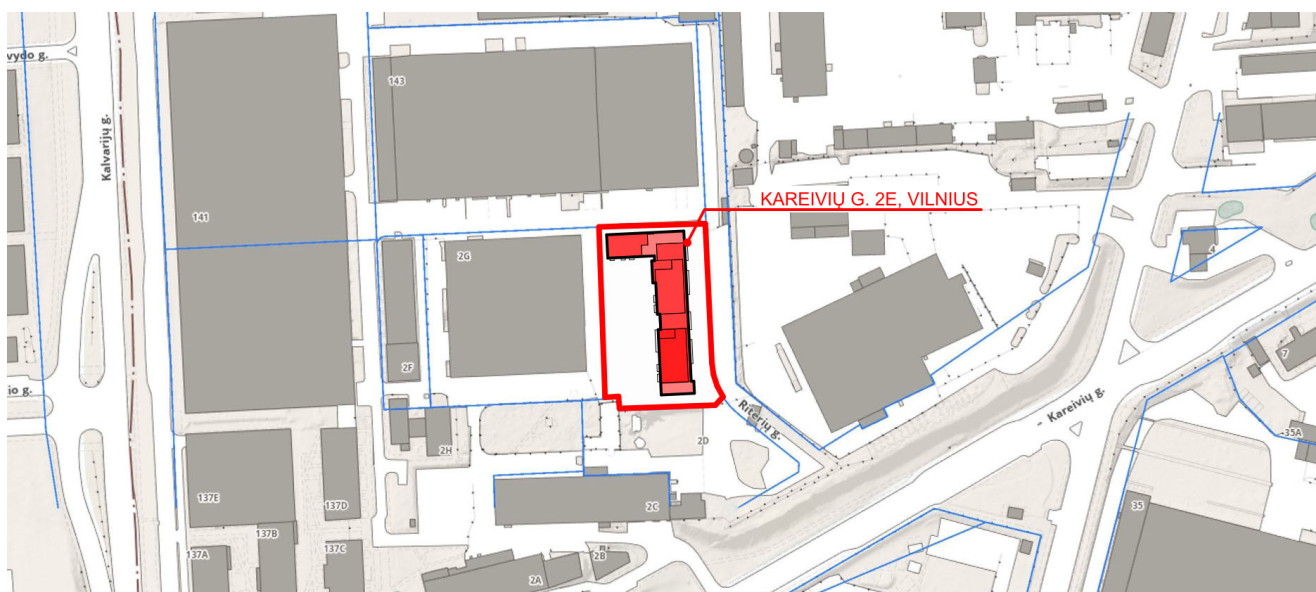 vydo g.
143
Kalvarijų g.
KAREIVIŲ G. 2E, VILNIUS
141
2G
4
2F
7
io g.
Riterių g.
Kareivių g.
35A
2D
2H
137E
137D
2C
35
137B
137A
137C
2B
2A